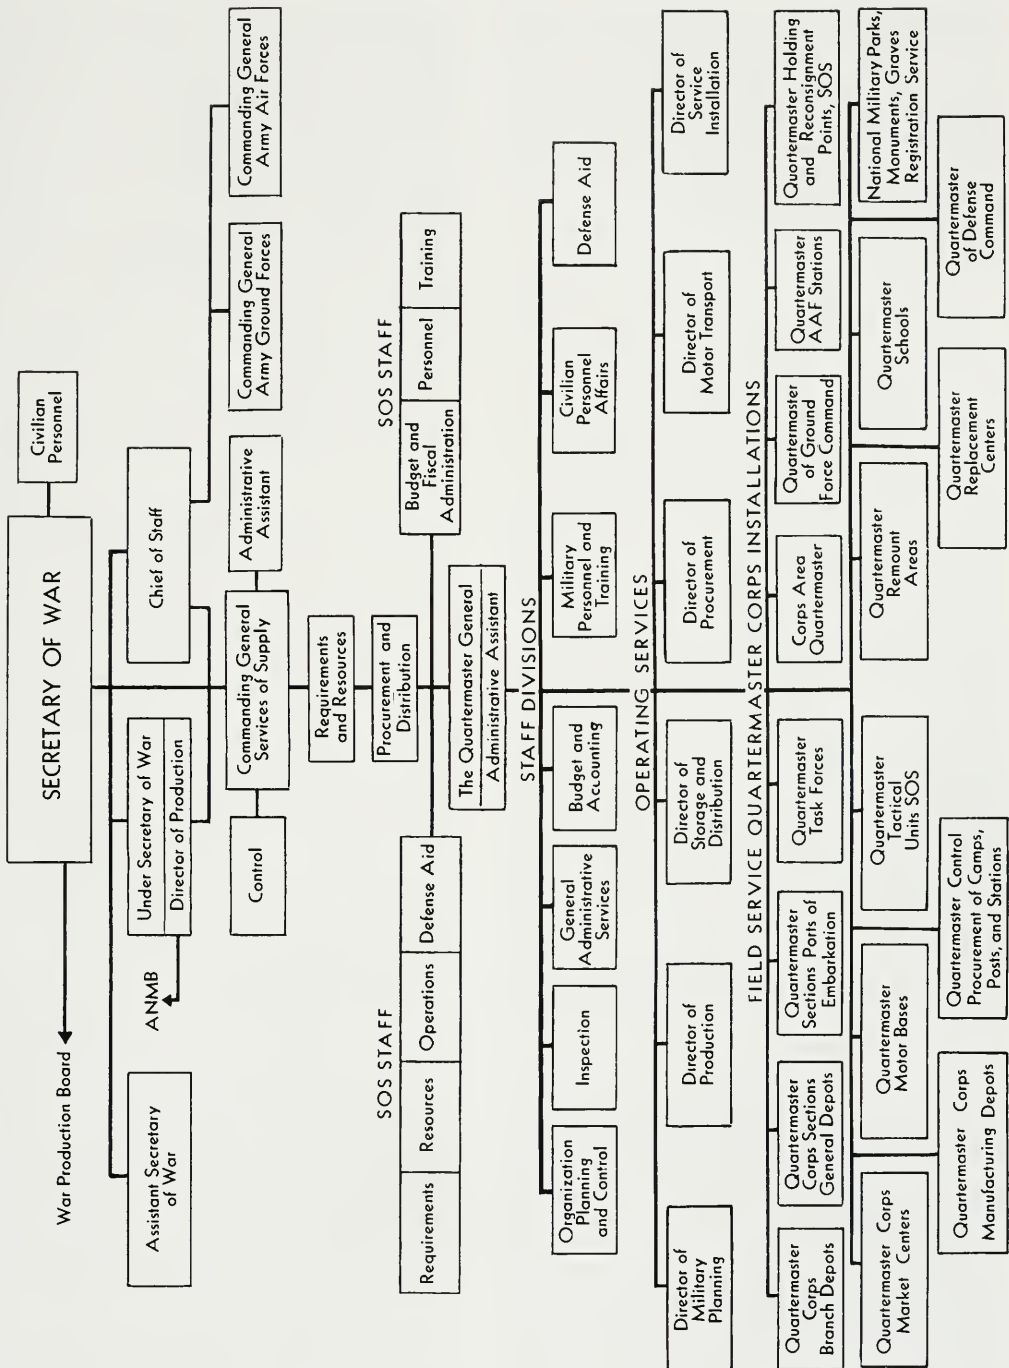 SECRETARY OF WAR
Civilian
Personnel
War Production Board
Assistant Secretary
of War
Under Secretary of War
Director of Production
ANMB
Chief of Staff
Control
Commanding General
Services of Supply
Administrative
Assistant
Commanding General
Army Ground Forces
Commanding General
Army Air Forces
Requirements
and Resources
Procurement and
Distribution
SOS STAFF
Requirements
Resources
Operations
Defense Aid
SOS STAFF
Budget and
Fiscal
Administration
Personnel
Training
The Quartermaster General
Administrative Assistant
STAFF DIVISIONS
Organization
Planning
and Control
Inspection
General
Administrative
Services
Budget and
Accounting
Military
Personnel and
Training
Civilian
Personnel
Affairs
Defense Aid
OPERATING SERVICES
Director of
Military
Planning
Director of
Production
Director of
Storage and
Distribution
Director of
Procurement
Director of
Motor Transport
Director of
Service
Installation
FIELD SERVICE QUARTERMASTER CORPS INSTALLATIONS
Quartermaster
Corps
Branch Depots
Quartermaster
Corps Sections
General Depots
Quartermaster
Sections Ports of
Embarkation
Quartermaster
Task Forces
Corps Area
Quartermaster
Quartermaster
of Ground
Force Command
Quartermaster
AAF Stations
Quartermaster Holding
and Reconsignment
Points, SOS
Quartermaster Corps
Market Centers
Quartermaster
Motor Bases
Quartermaster
Tactical
Units SOS
Quartermaster
Remount
Areas
Quartermaster
Schools
National Military Parks,
Monuments, Graves
Registration Service
Quartermaster Corps
Manufacturing Depots
Quartermaster Control
Procurement of Camps,
Posts, and Stations
Quartermaster
Replacement
Centers
Quartermaster
of Defense
Command